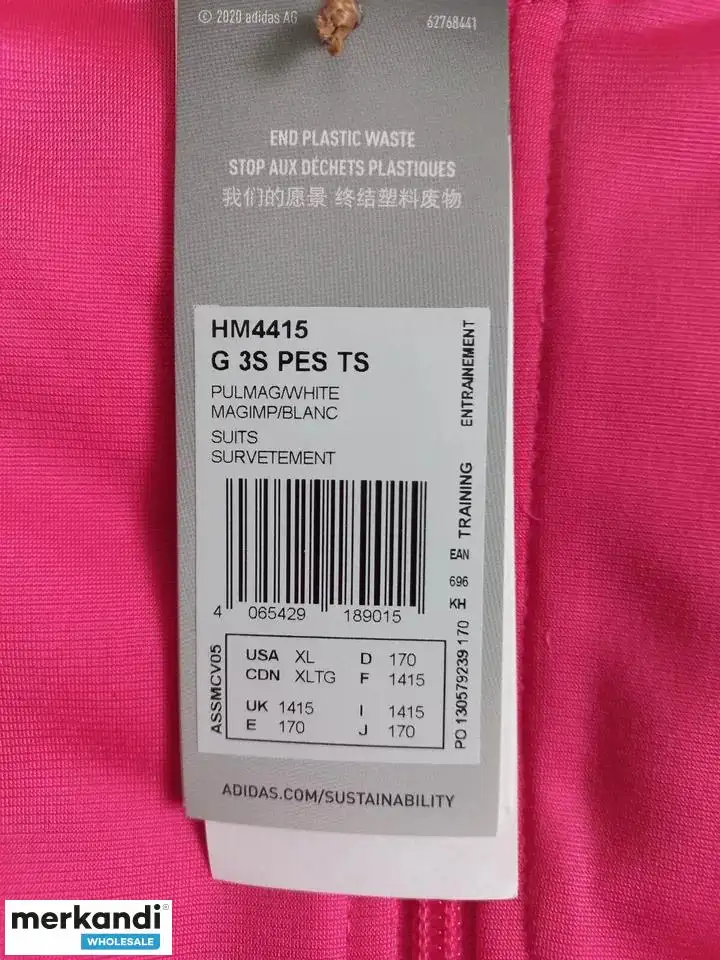 © 2020 adidas AG
62768441
END PLASTIC WASTE
STOP AUX DÉCHETS PLASTIQUES
我们的愿景 终结塑料废物
HM4415
G 3S PES TS
PULMAG/WHITE
MAGIMP/BLANC
SUITS
SURVETEMENT
TRAINING ENTRAINEMENT
EAN
696
KH
4 065429 189015
ASSMCV05
USA XL D 170
CDN XLTG F 1415
UK 1415 I 1415
E 170 J 170
PO 130579239 170
ADIDAS.COM/SUSTAINABILITY
merkandi®
WHOLESALE